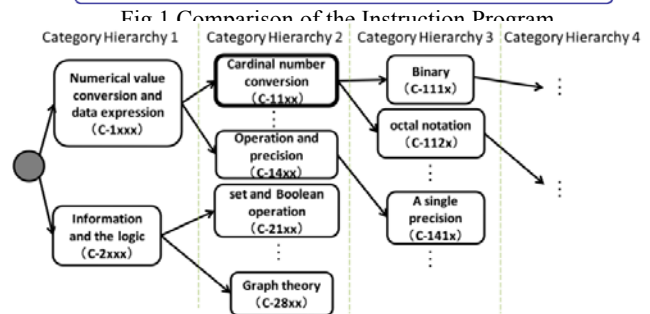 Fig.1 Comparison of the Instruction Program
Category Hierarchy 1
Category Hierarchy 2
Category Hierarchy 3
Category Hierarchy 4
Numerical value
conversion and
data expression
(C-1xxx)
Information
and the logic
(C-2xxx)
Cardinal number
conversion
(C-11xx)
⋮
Operation and
precision
(C-14xx)
set and Boolean
operation
(C-21xx)
⋮
Graph theory
(C-28xx)
Binary
(C-111x)
octal notation
(C-112x)
⋮
A single
precision
(C-141x)
⋮
⋮
⋮